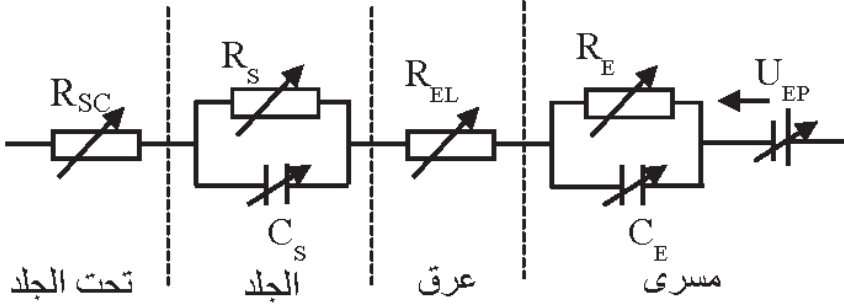 R_SC
R_S
C_S
R_EL
R_E
C_E
U_EP
تحت الجلد
الجلد
عرق
مسرى